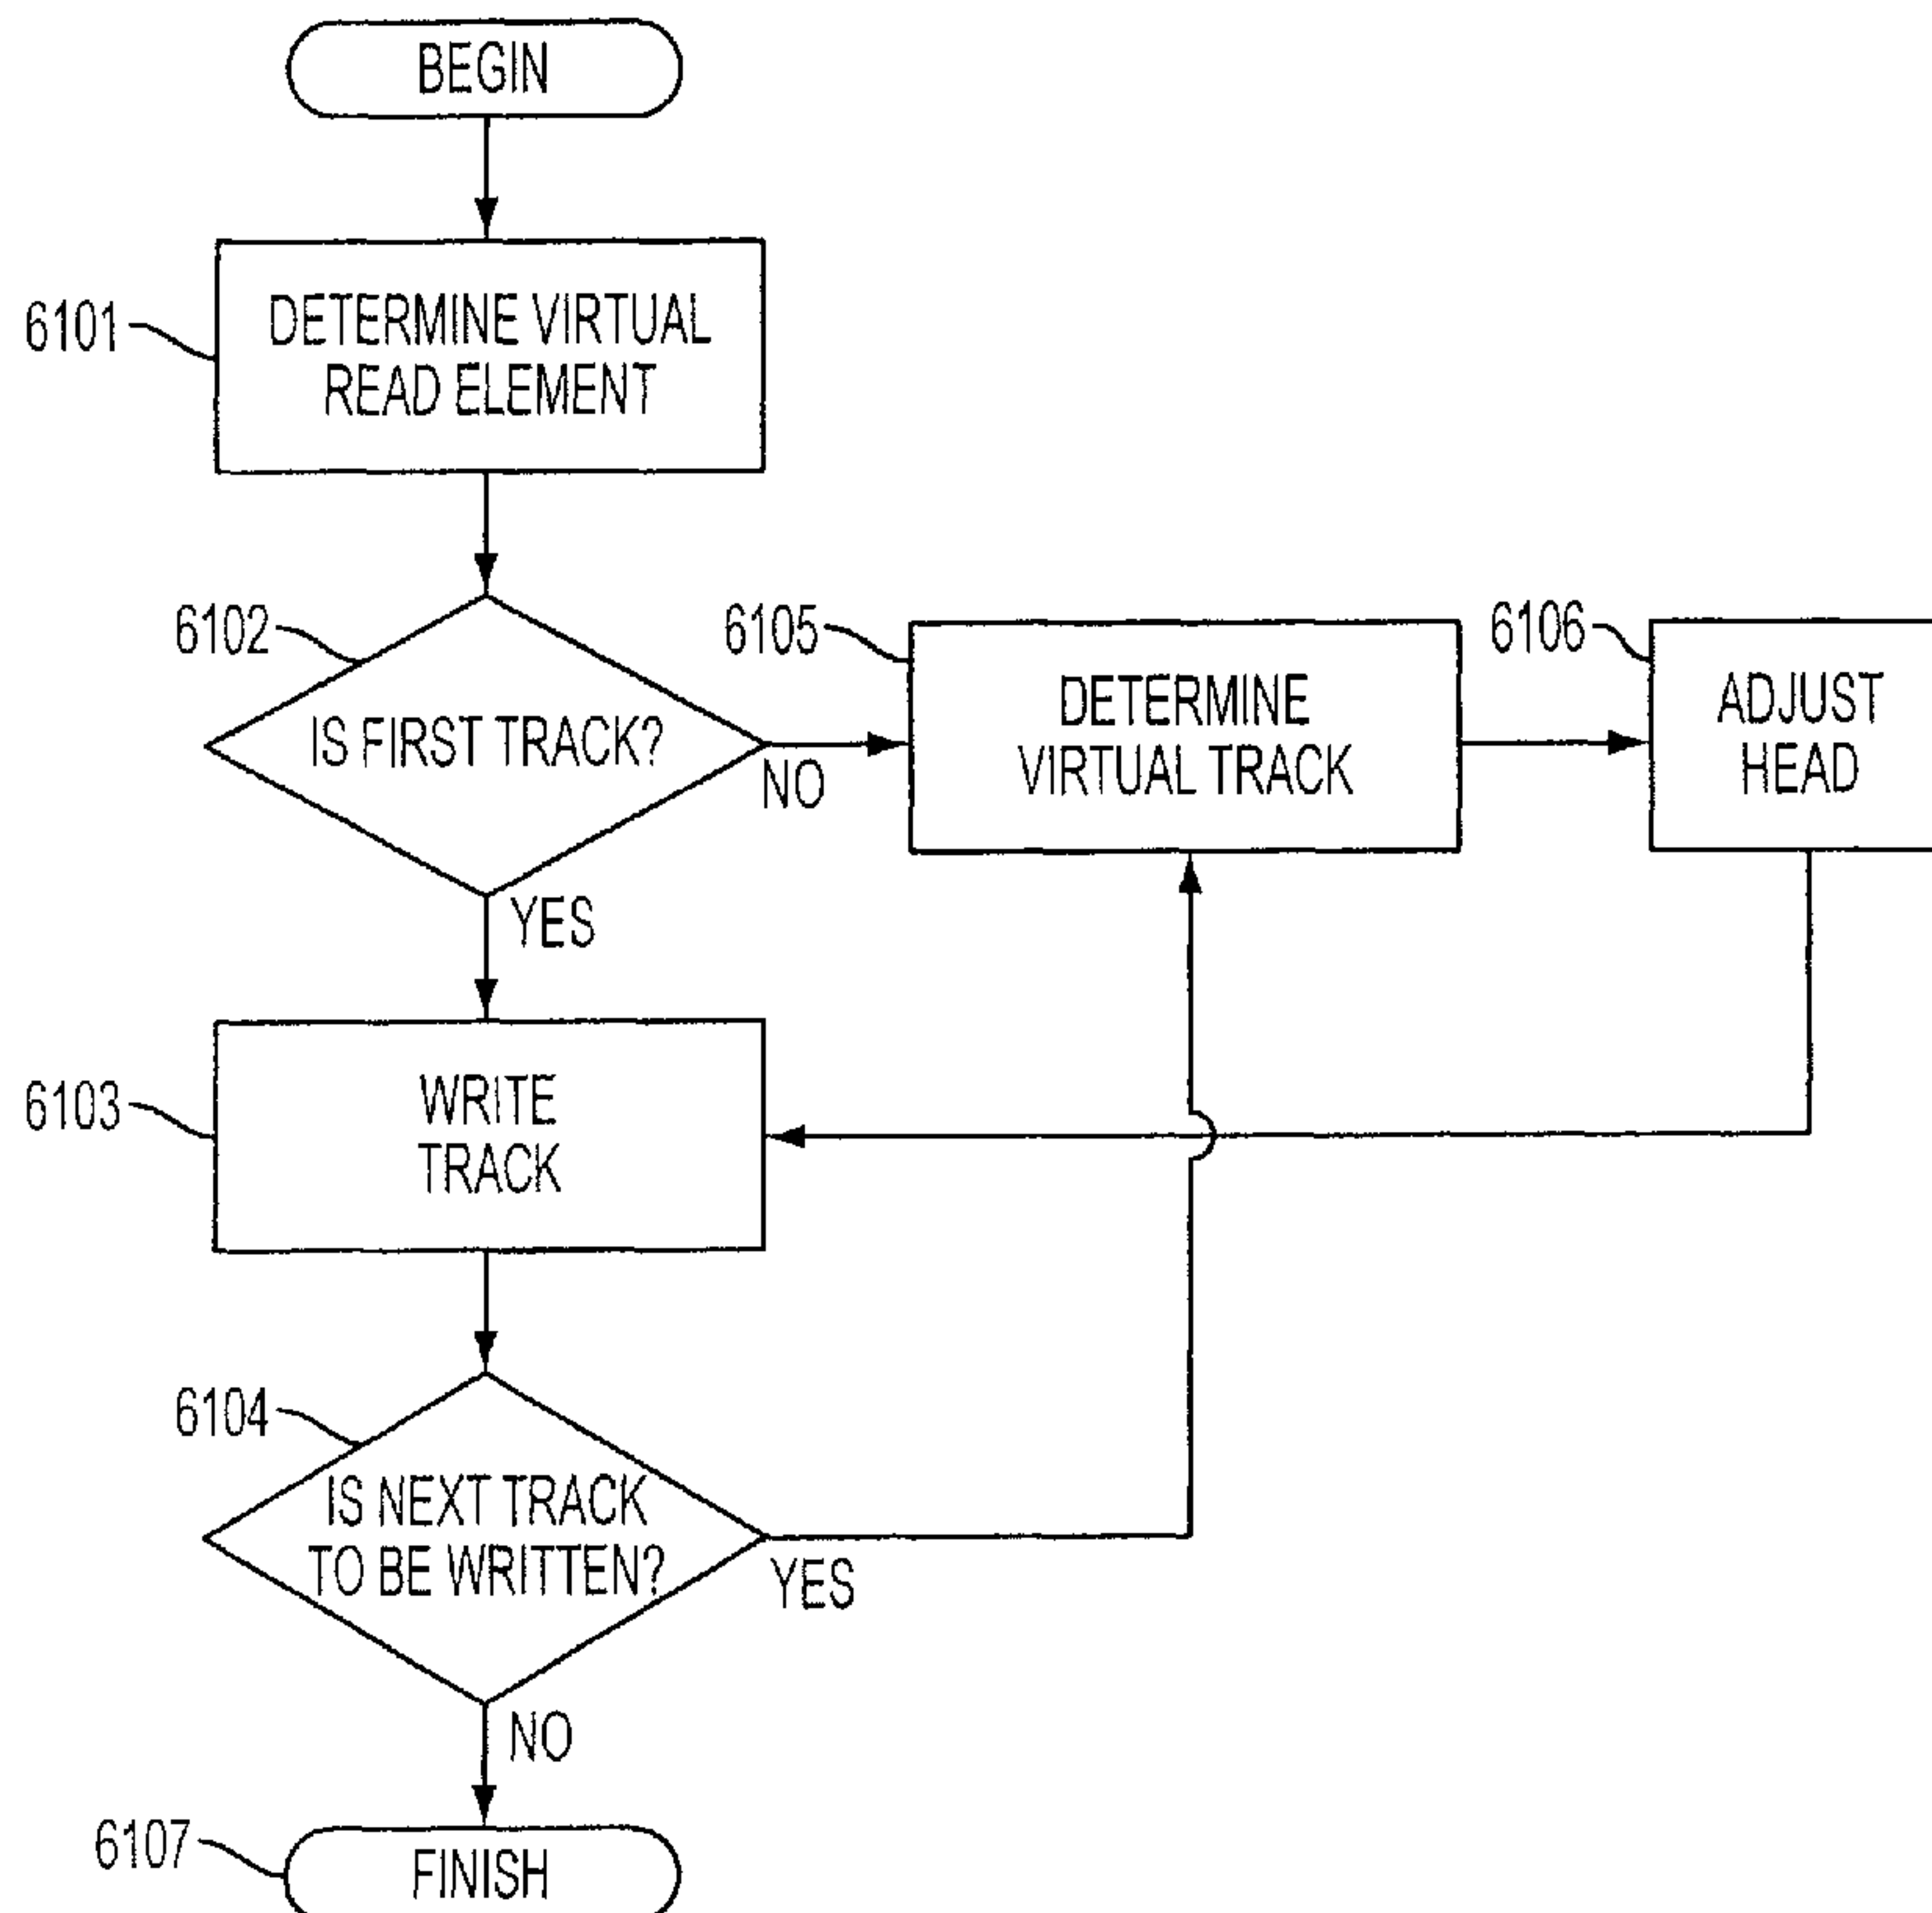 BEGIN
6101
DETERMINE VIRTUAL
READ ELEMENT
6102
IS FIRST TRACK?
NO
YES
6105
DETERMINE
VIRTUAL TRACK
6106
ADJUST
HEAD
6103
WRITE
TRACK
6104
IS NEXT TRACK
TO BE WRITTEN?
YES
NO
6107
FINISH